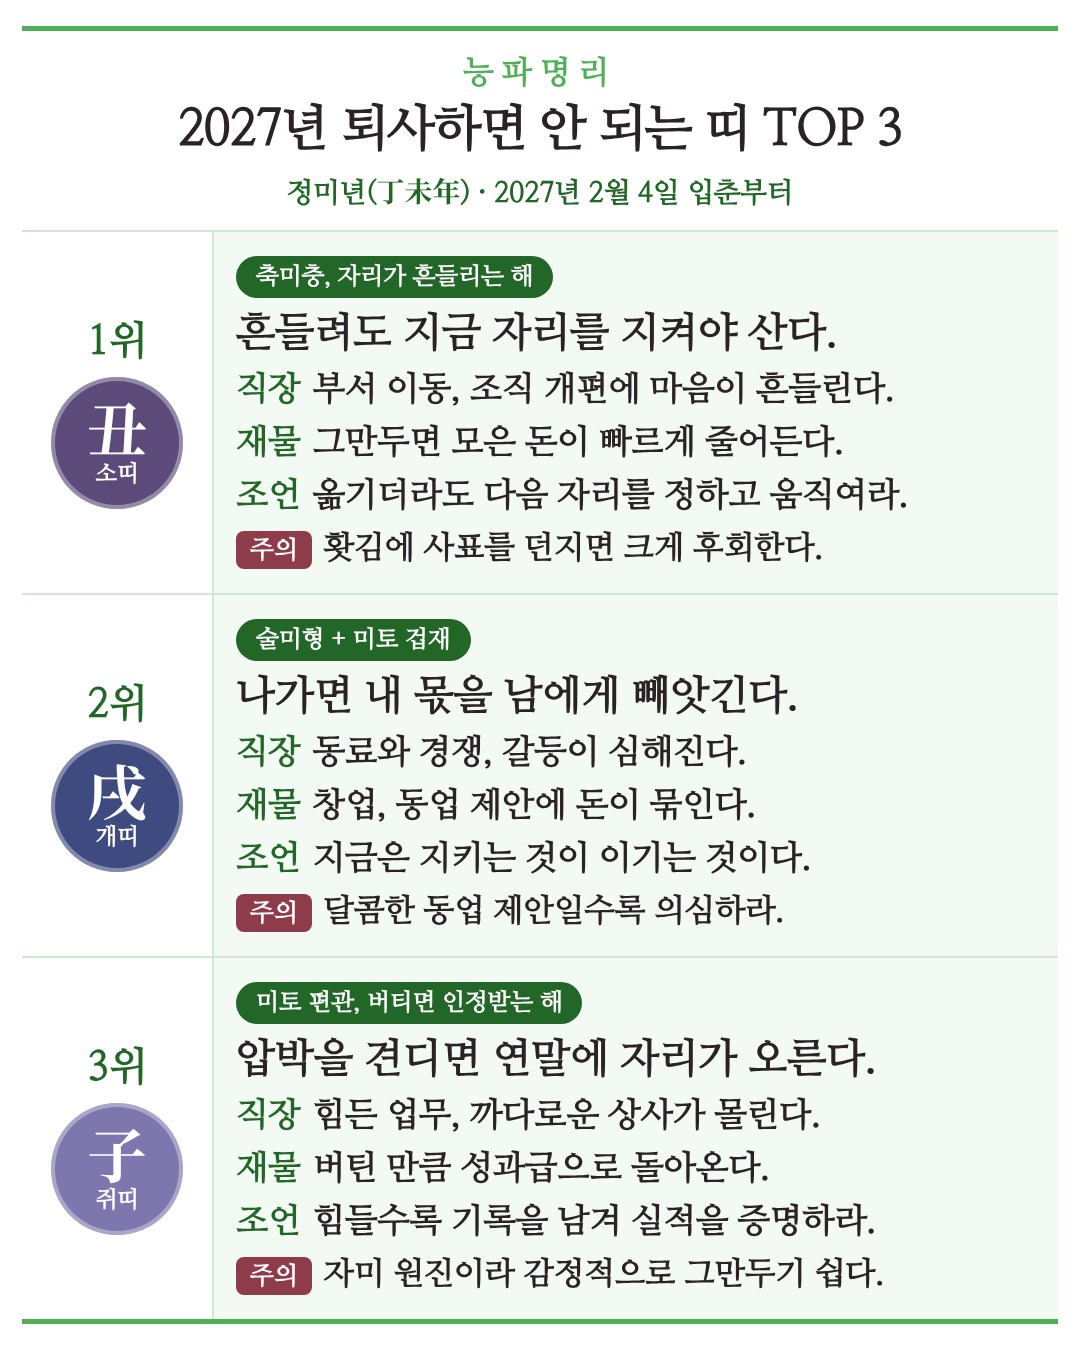 능파명리
2027년 퇴사하면 안 되는 띠 TOP 3
정미년(丁未年) · 2027년 2월 4일 입춘부터
1위
丑
소띠
축미충, 자리가 흔들리는 해
흔들려도 지금 자리를 지켜야 산다.
직장 부서 이동, 조직 개편에 마음이 흔들린다.
재물 그만두면 모은 돈이 빠르게 줄어든다.
조언 옮기더라도 다음 자리를 정하고 움직여라.
주의 홧김에 사표를 던지면 크게 후회한다.
2위
戌
개띠
술미형 + 미토 겁재
나가면 내 몫을 남에게 빼앗긴다.
직장 동료와 경쟁, 갈등이 심해진다.
재물 창업, 동업 제안에 돈이 묶인다.
조언 지금은 지키는 것이 이기는 것이다.
주의 달콤한 동업 제안일수록 의심하라.
3위
子
쥐띠
미토 편관, 버티면 인정받는 해
압박을 견디면 연말에 자리가 오른다.
직장 힘든 업무, 까다로운 상사가 몰린다.
재물 버틴 만큼 성과급으로 돌아온다.
조언 힘들수록 기록을 남겨 실적을 증명하라.
주의 자미 원진이라 감정적으로 그만두기 쉽다.